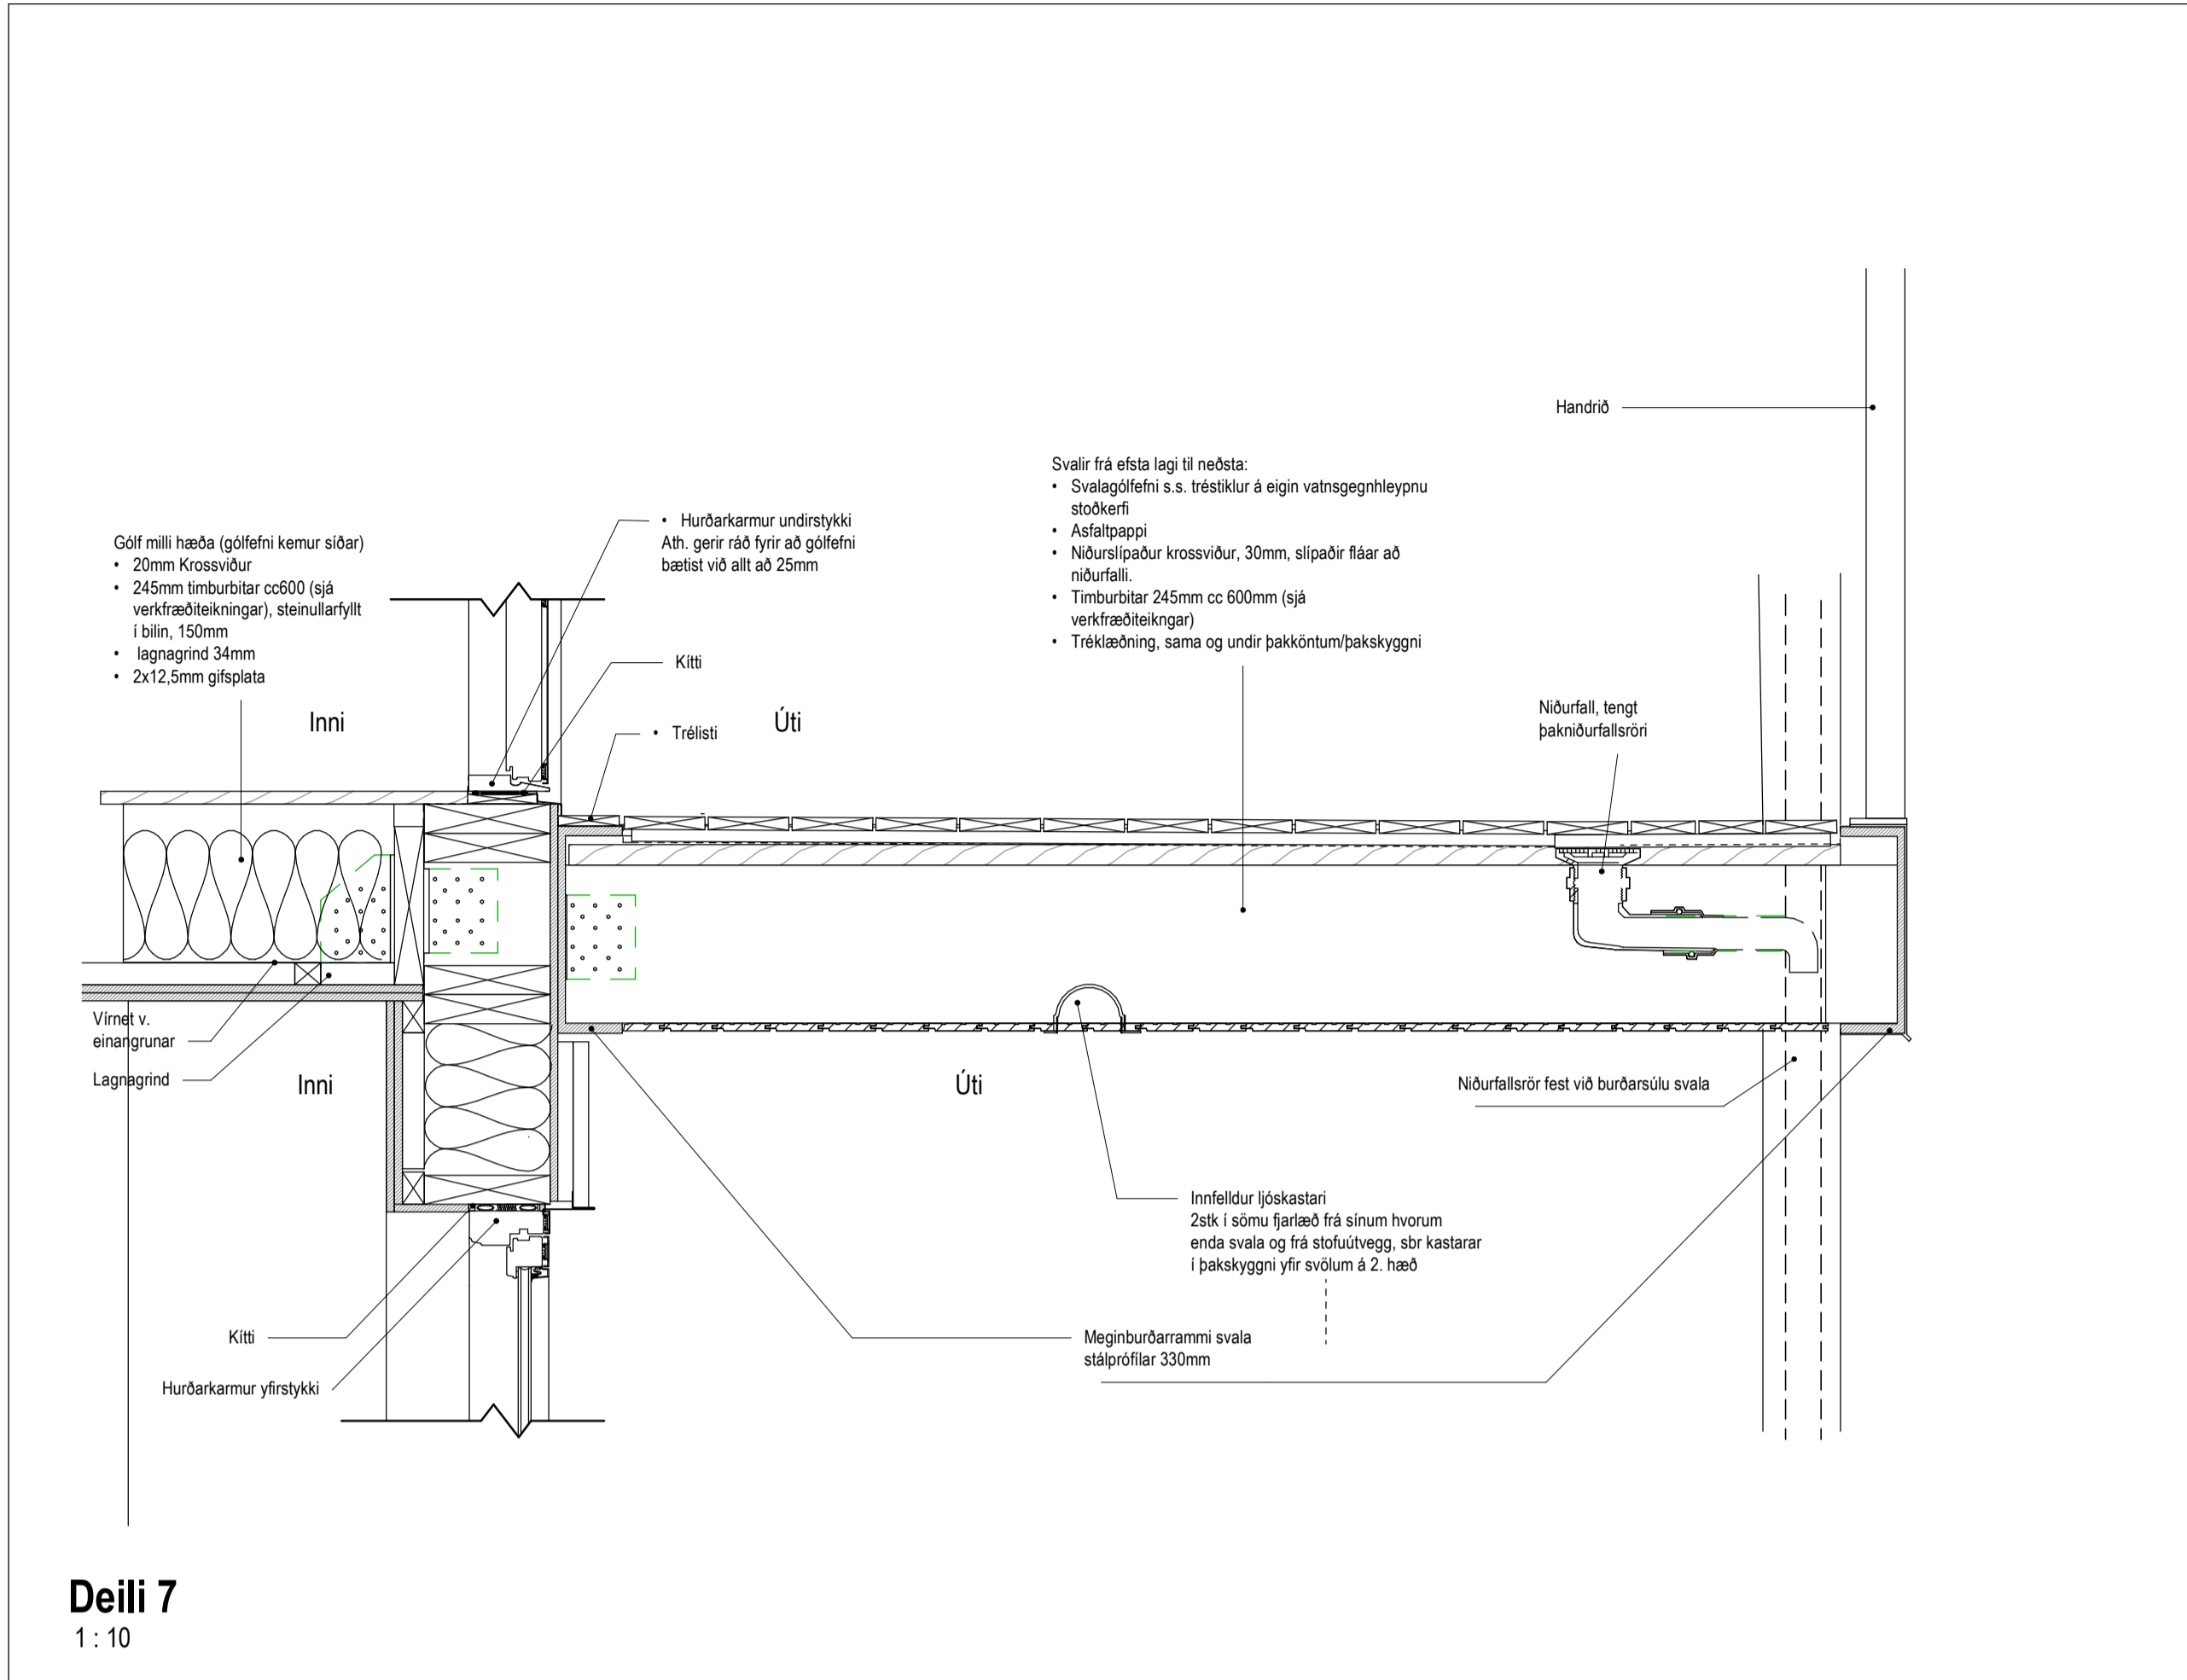 Handrið
Svalir frá efsta lagi til neðsta:
• Svalagólfefni s.s. tréstiklur á eigin vatnsgegnhleypnu
stoðkerfi
• Asfaltpappi
• Niðurslípaður krossviður, 30mm, slípaðir fláar að
niðurfalli.
• Timburbitar 245mm cc 600mm (sjá
verkfræðiteikngar)
• Tréklæðning, sama og undir þakköntum/þakskyggni
• Hurðarkarmur undirstykki
Ath. gerir ráð fyrir að gólfefni
bætist við allt að 25mm
Gólf milli hæða (gólfefni kemur síðar)
• 20mm Krossviður
• 245mm timburbitar cc600 (sjá
verkfræðiteikningar), steinullarfyllt
í bilin, 150mm
• lagnagrind 34mm
• 2x12,5mm gifsplata
Kítti
• Trélisti
Inni
Úti
Niðurfall, tengt
þakniðurfallsröri
Vírnet v.
einangrunar
Lagnagrind
Inni
Úti
Niðurfallsrör fest við burðarsúlu svala
Innfelldur ljóskastari
2stk í sömu fjarlæð frá sínum hvorum
enda svala og frá stofuútvegg, sbr kastarar
í þakskyggni yfir svölum á 2. hæð
Kítti
Meginburðarrammi svala
stálprófílar 330mm
Hurðarkarmur yfirstykki
Deili 7
1 : 10